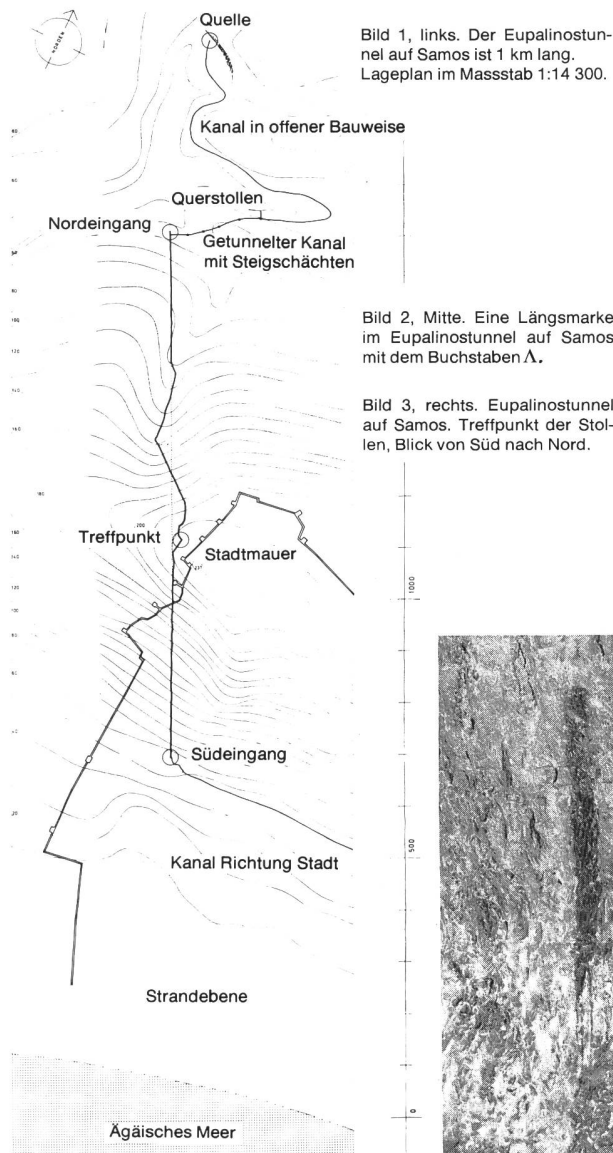 NORDEN
Quelle
Bild 1, links. Der Eupalinostun-
nel auf Samos ist 1 km lang.
Lageplan im Massstab 1:14 300.
Kanal in offener Bauweise
Querstollen
Nordeingang
Getunnelter Kanal
mit Steigschächten
Bild 2, Mitte. Eine Längsmarke
im Eupalinostunnel auf Samos
mit dem Buchstaben Λ.
Bild 3, rechts. Eupalinostunnel
auf Samos. Treffpunkt der Stol-
len, Blick von Süd nach Nord.
200
Treffpunkt
Stadtmauer
1000
Südeingang
500
Kanal Richtung Stadt
Strandebene
0
Ägäisches Meer